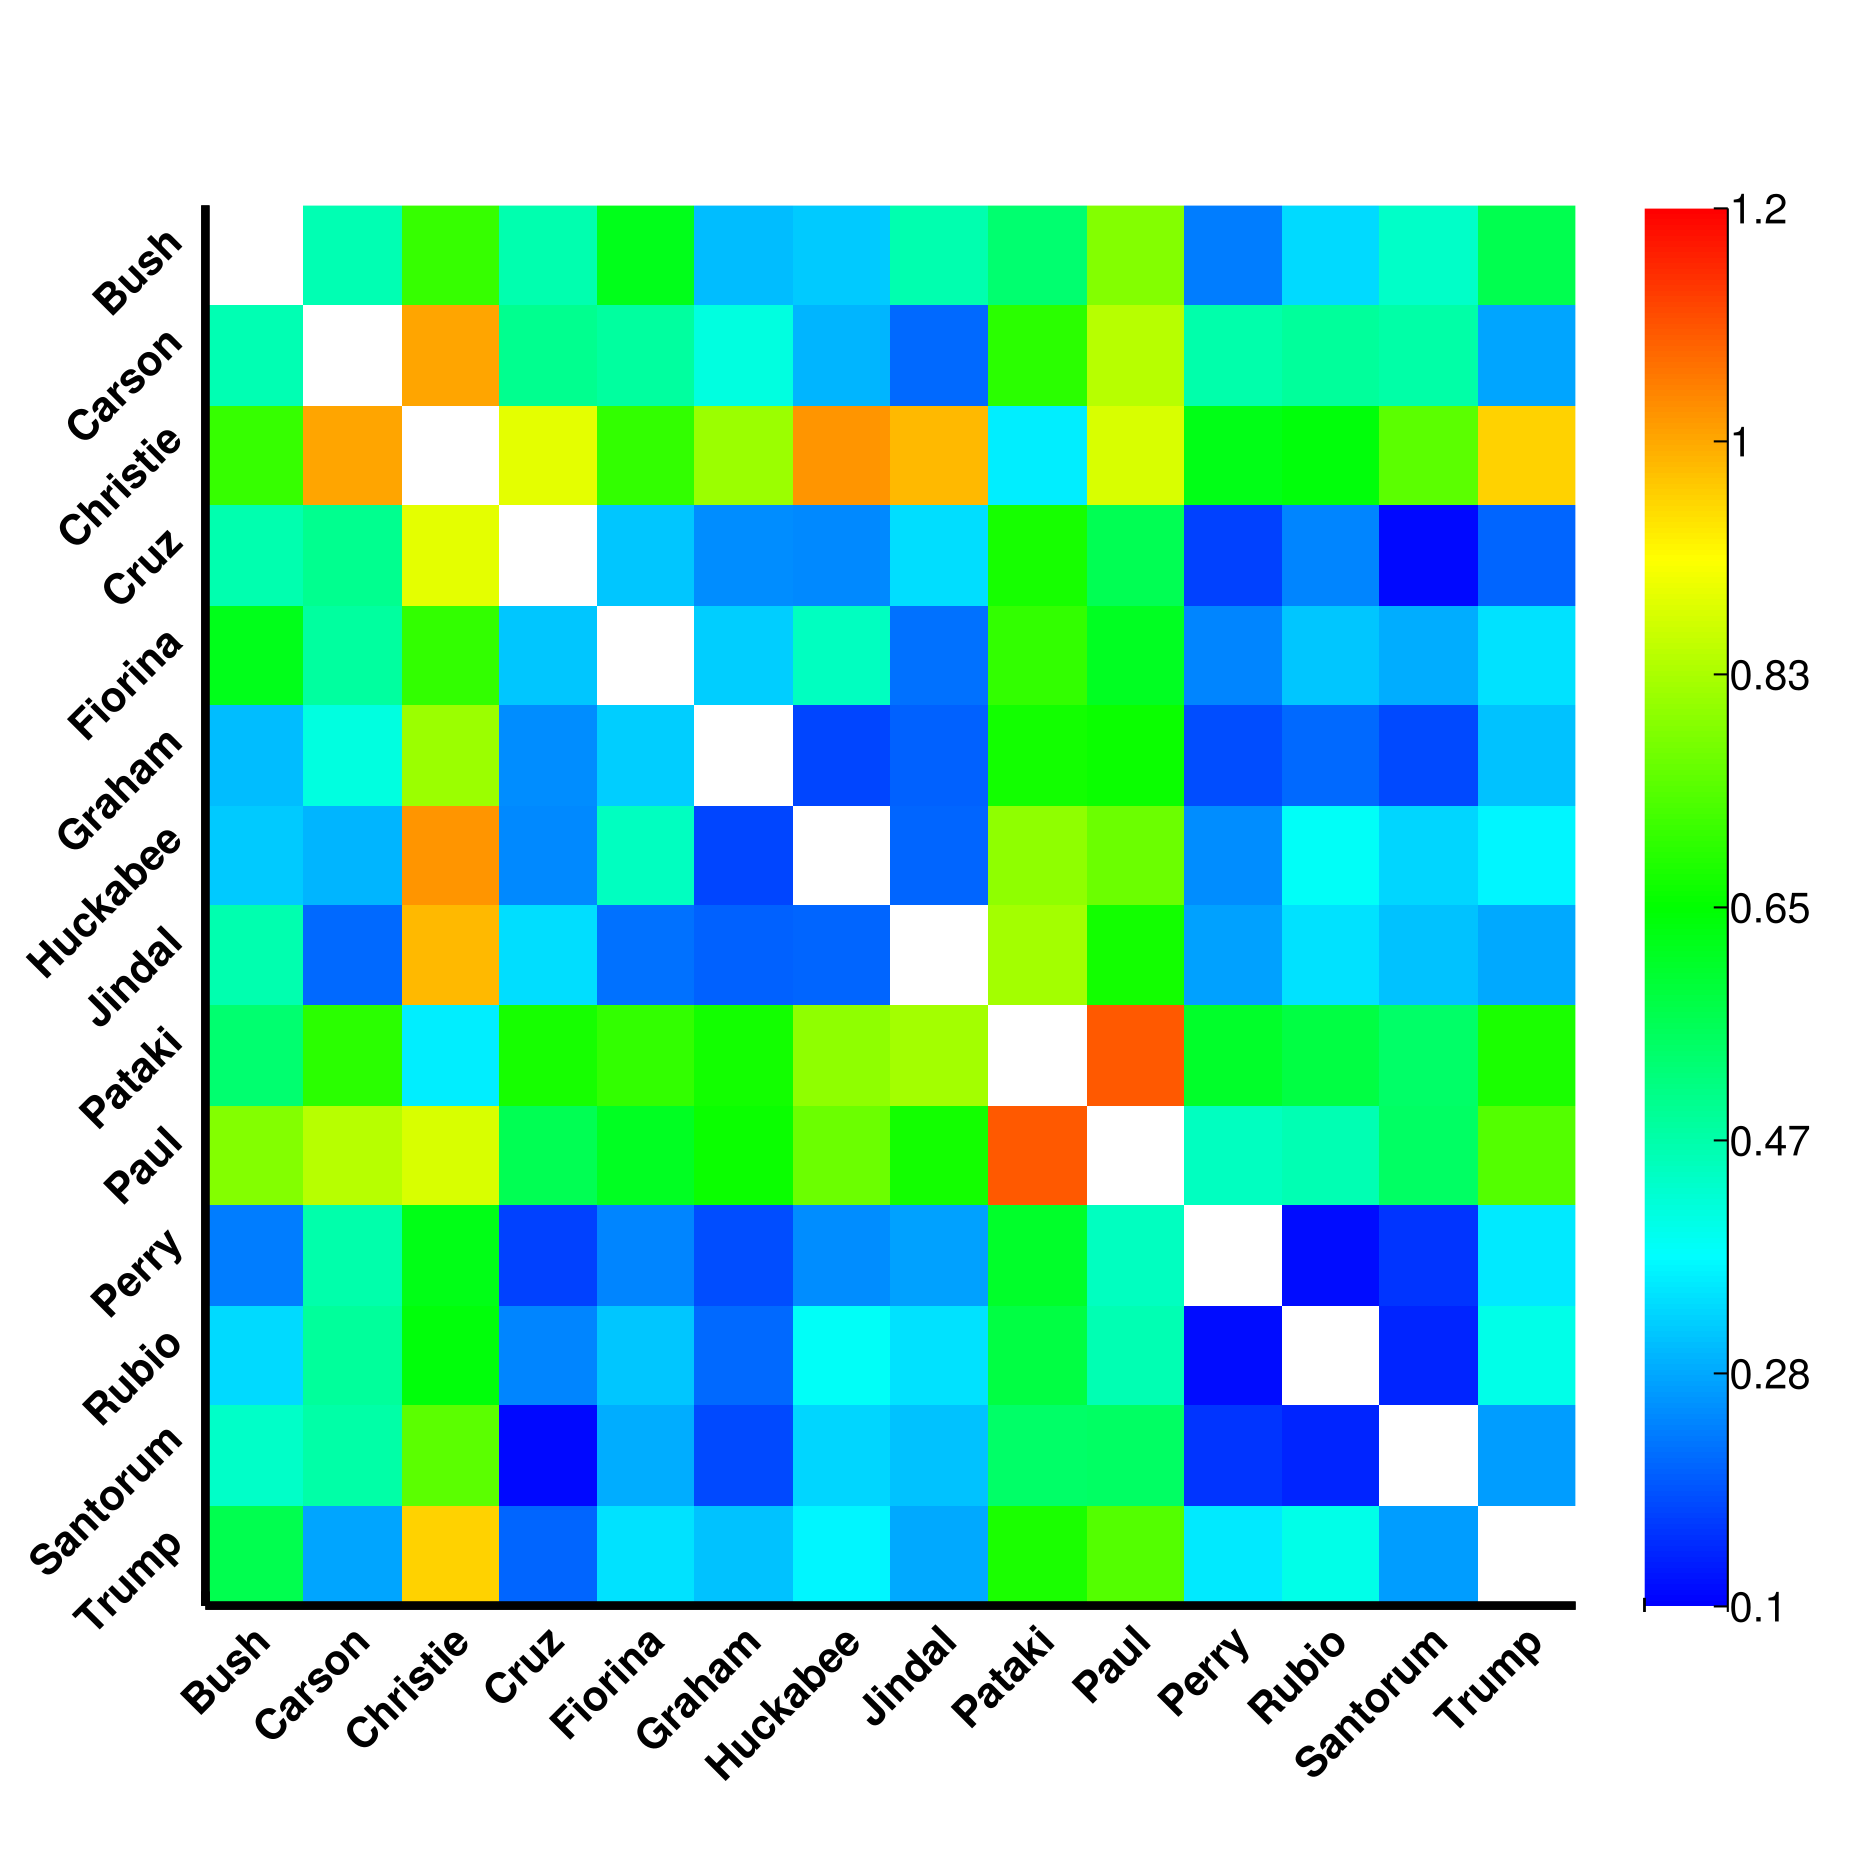 Bush
Carson
Christie
Cruz
Fiorina
Graham
Huckabee
Jindal
Pataki
Paul
Perry
Rubio
Santorum
Trump
Bush
Carson
Christie
Cruz
Fiorina
Graham
Huckabee
Jindal
Pataki
Paul
Perry
Rubio
Santorum
Trump
1.2
1
0.83
0.65
0.47
0.28
0.1